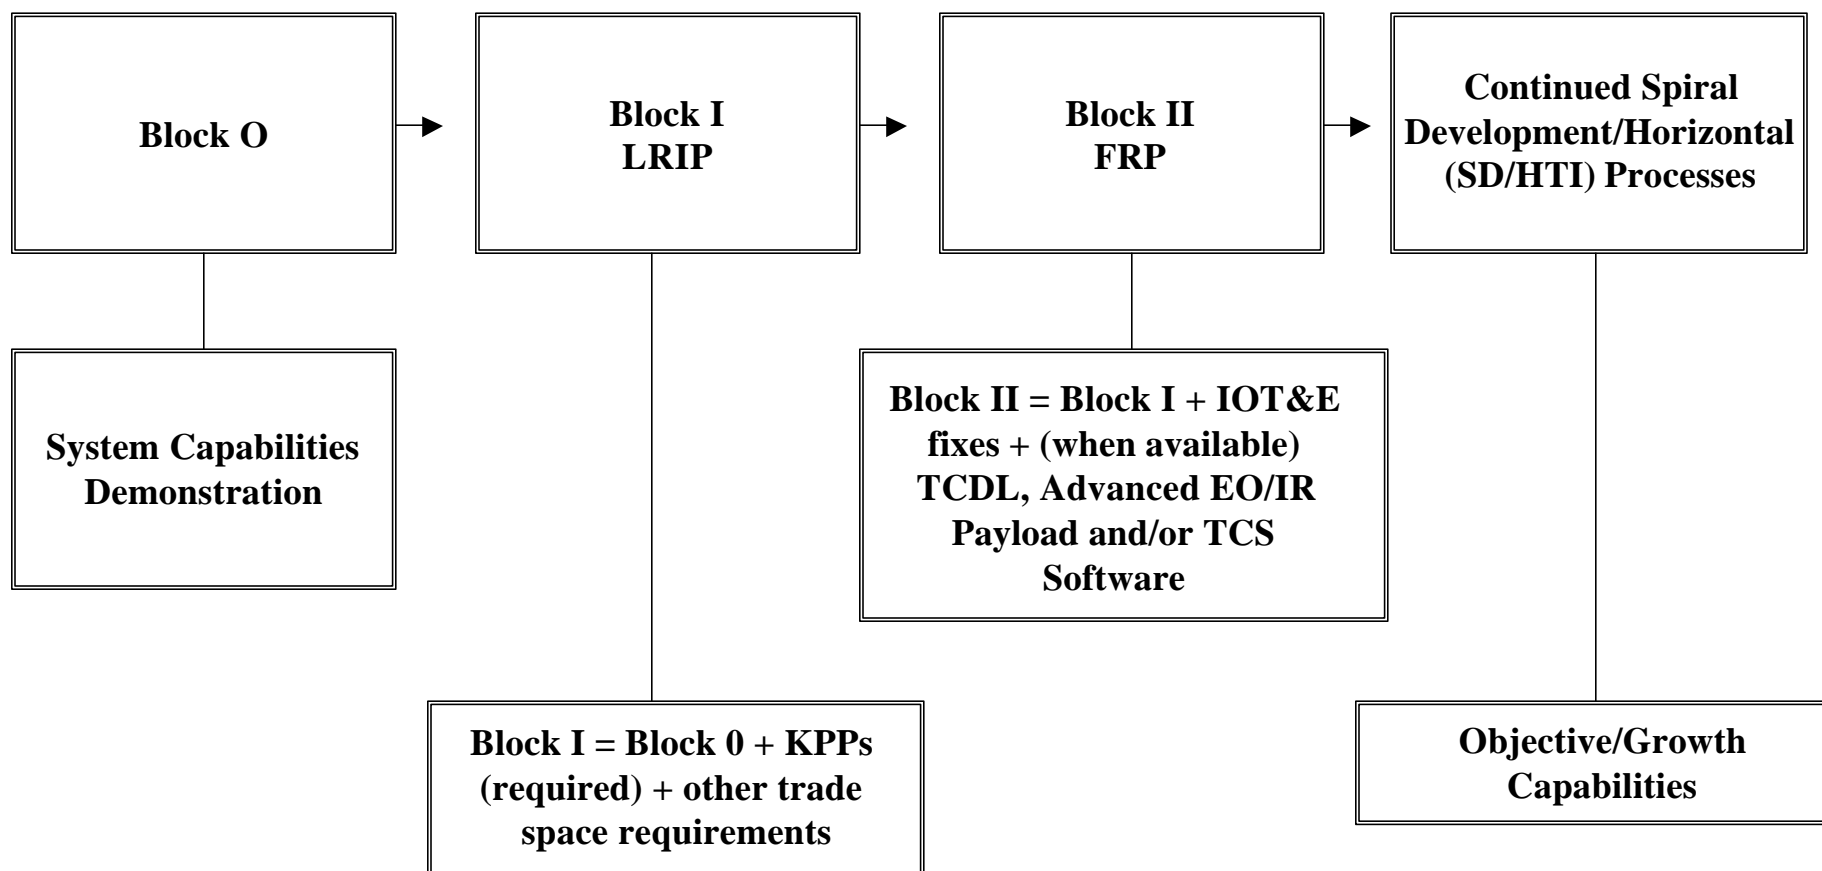 Block O
Block I
LRIP
Block II
FRP
Continued Spiral
Development/Horizontal
(SD/HTI) Processes
System Capabilities
Demonstration
Block II = Block I + IOT&E
fixes + (when available)
TCDL, Advanced EO/IR
Payload and/or TCS
Software
Block I = Block 0 + KPPs
(required) + other trade
space requirements
Objective/Growth
Capabilities